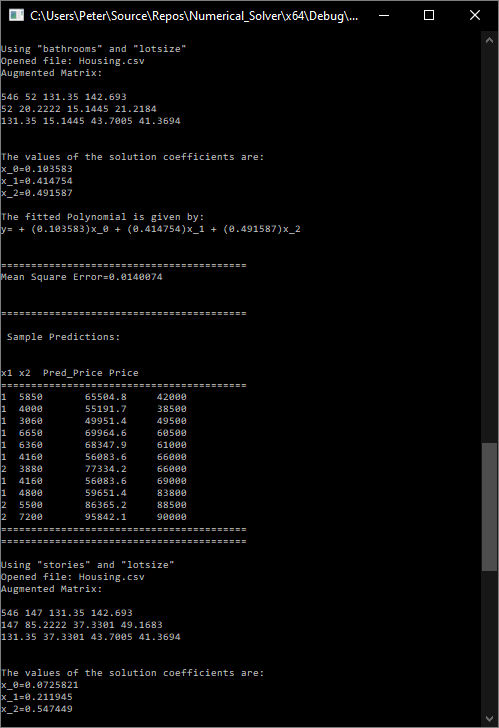 C:\Users\Peter\Source\Repos\Numerical_Solver\x64\Debug\...
Using "bathrooms" and "lotsize"
Opened file: Housing.csv
Augmented Matrix:
546 52 131.35 142.693
52 20.2222 15.1445 21.2184
131.35 15.1445 43.7005 41.3694
The values of the solution coefficients are:
x_0=0.103583
x_1=0.414754
x_2=0.491587
The fitted Polynomial is given by:
y= + (0.103583)x_0 + (0.414754)x_1 + (0.491587)x_2
=========================================
Mean Square Error=0.0140074
=========================================
Sample Predictions:
x1 x2  Pred_Price Price
=========================================
1  5850       65504.8     42000
1  4000       55191.7     38500
1  3060       49951.4     49500
1  6650       69964.6     60500
1  6360       68347.9     61000
1  4160       56083.6     66000
2  3880       77334.2     66000
1  4160       56083.6     69000
1  4800       59651.4     83800
2  5500       86365.2     88500
2  7200       95842.1     90000
=========================================
=========================================
Using "stories" and "lotsize"
Opened file: Housing.csv
Augmented Matrix:
546 147 131.35 142.693
147 85.2222 37.3301 49.1683
131.35 37.3301 43.7005 41.3694
The values of the solution coefficients are:
x_0=0.0725821
x_1=0.211945
x_2=0.547449